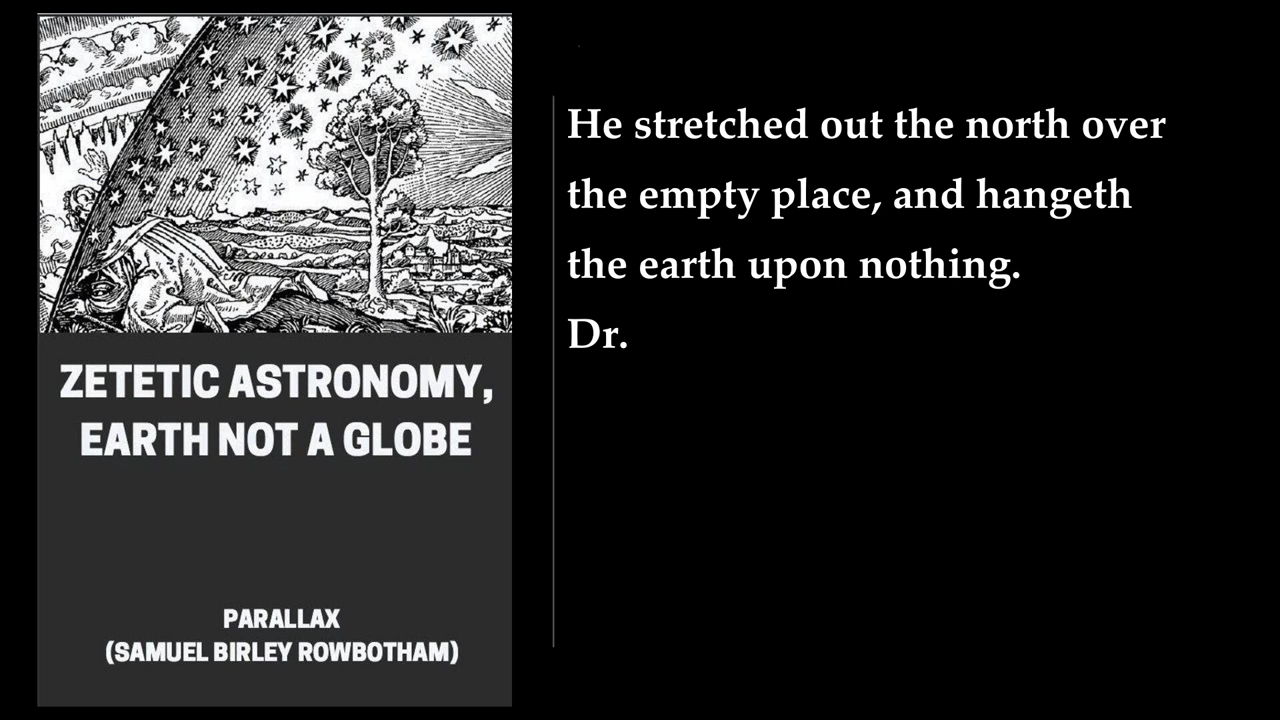 ZETETIC ASTRONOMY,
EARTH NOT A GLOBE
PARALLAX
(SAMUEL BIRLEY ROWBOTHAM)
He stretched out the north over
the empty place, and hangeth
the earth upon nothing.
Dr.